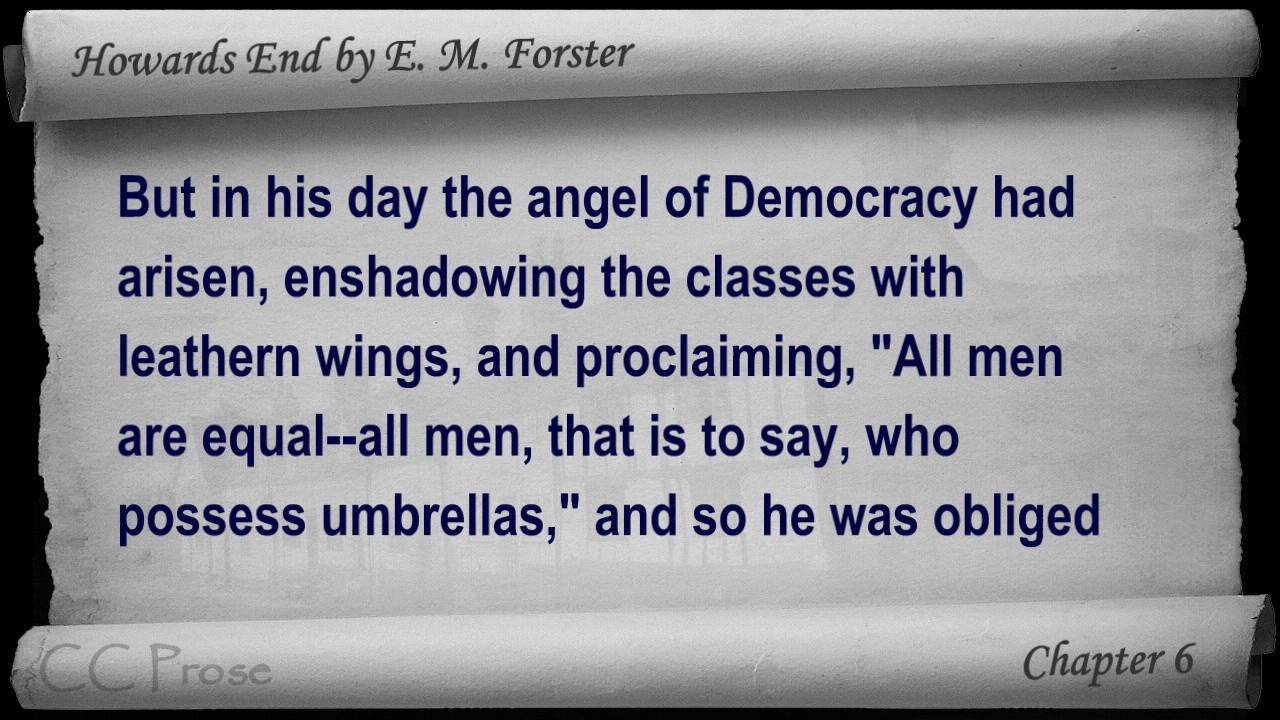 Howards End by E. M. Forster
But in his day the angel of Democracy had
arisen, enshadowing the classes with
leathern wings, and proclaiming, "All men
are equal--all men, that is to say, who
possess umbrellas," and so he was obliged
CC Prose
Chapter 6